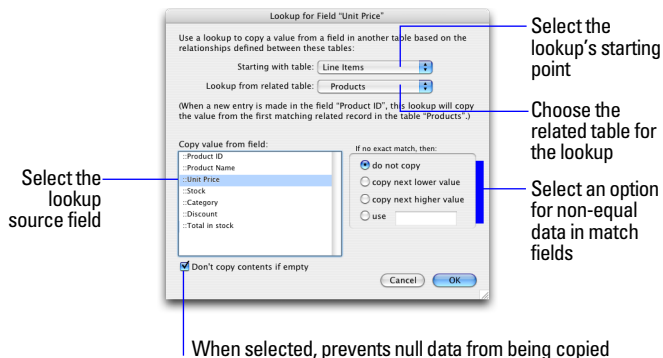 Lookup for Field “Unit Price”
Use a lookup to copy a value from a field in another table based on the
relationships defined between these tables:
Starting with table: Line Items
Lookup from related table: Products
(When a new entry is made in the field “Product ID”, this lookup will copy
the value from the first matching related record in the table “Products”.)
Copy value from field:
::Product ID
::Product Name
::Unit Price
::Stock
::Category
::Discount
::Total in stock
If no exact match, then:
do not copy
copy next lower value
copy next higher value
use
Don't copy contents if empty
Cancel
OK
Select the
lookup’s starting
point
Choose the
related table for
the lookup
Select an option
for non-equal
data in match
fields
Select the
lookup
source field
When selected, prevents null data from being copied